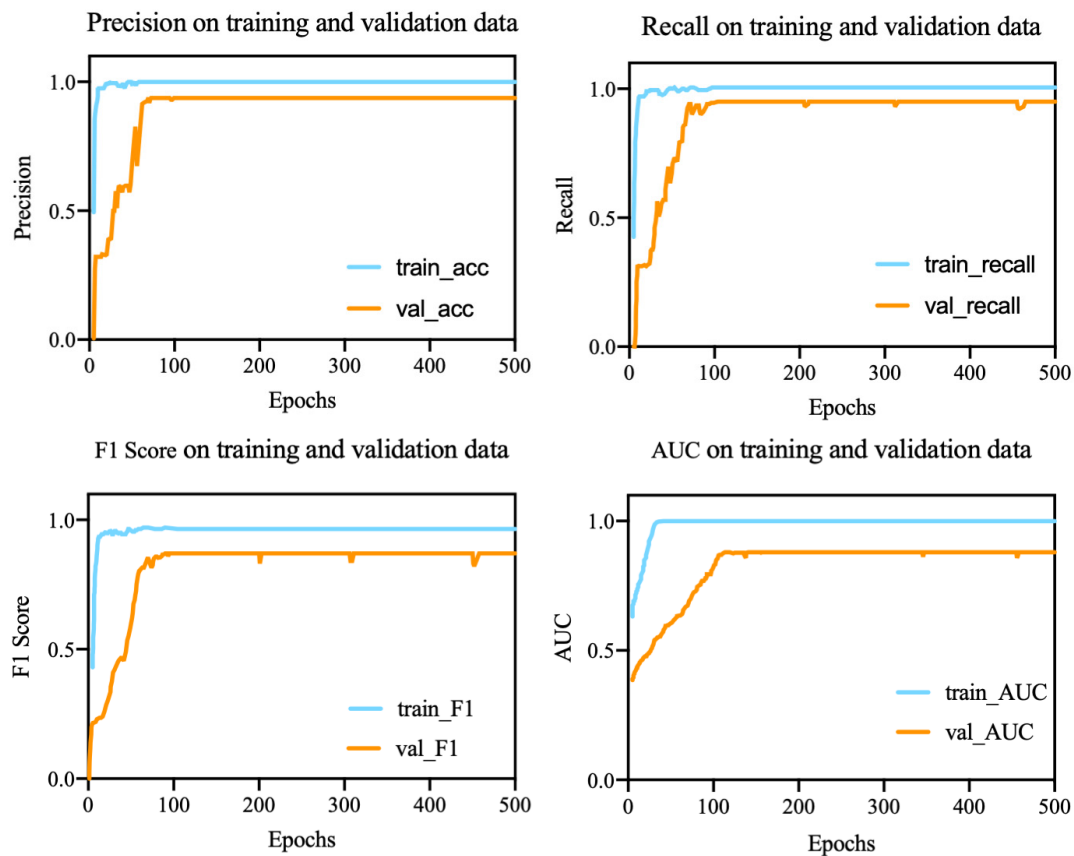 Precision on training and validation data
1.0
0.5
0.0
Precision
train_acc
val_acc
0 100 200 300 400 500
Epochs
Recall on training and validation data
1.0
0.5
0.0
Recall
train_recall
val_recall
0 100 200 300 400 500
Epochs
F1 Score on training and validation data
1.0
0.5
0.0
F1 Score
train_F1
val_F1
0 100 200 300 400 500
Epochs
AUC on training and validation data
1.0
0.5
0.0
AUC
train_AUC
val_AUC
0 100 200 300 400 500
Epochs